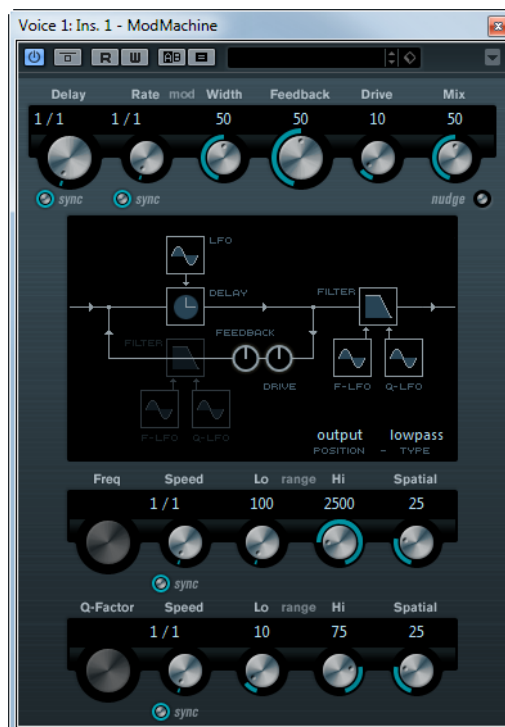 Voice 1: Ins. 1 - ModMachine
R W AB
Delay Rate mod Width Feedback Drive Mix
1 / 1 1 / 1 50 50 10 50
sync sync nudge
LFO
DELAY FILTER
FEEDBACK
FILTER
DRIVE F-LFO Q-LFO
F-LFO Q-LFO
output lowpass
POSITION - TYPE
Freq Speed Lo range Hi Spatial
1 / 1 100 2500 25
sync
Q-Factor Speed Lo range Hi Spatial
1 / 1 10 75 25
sync